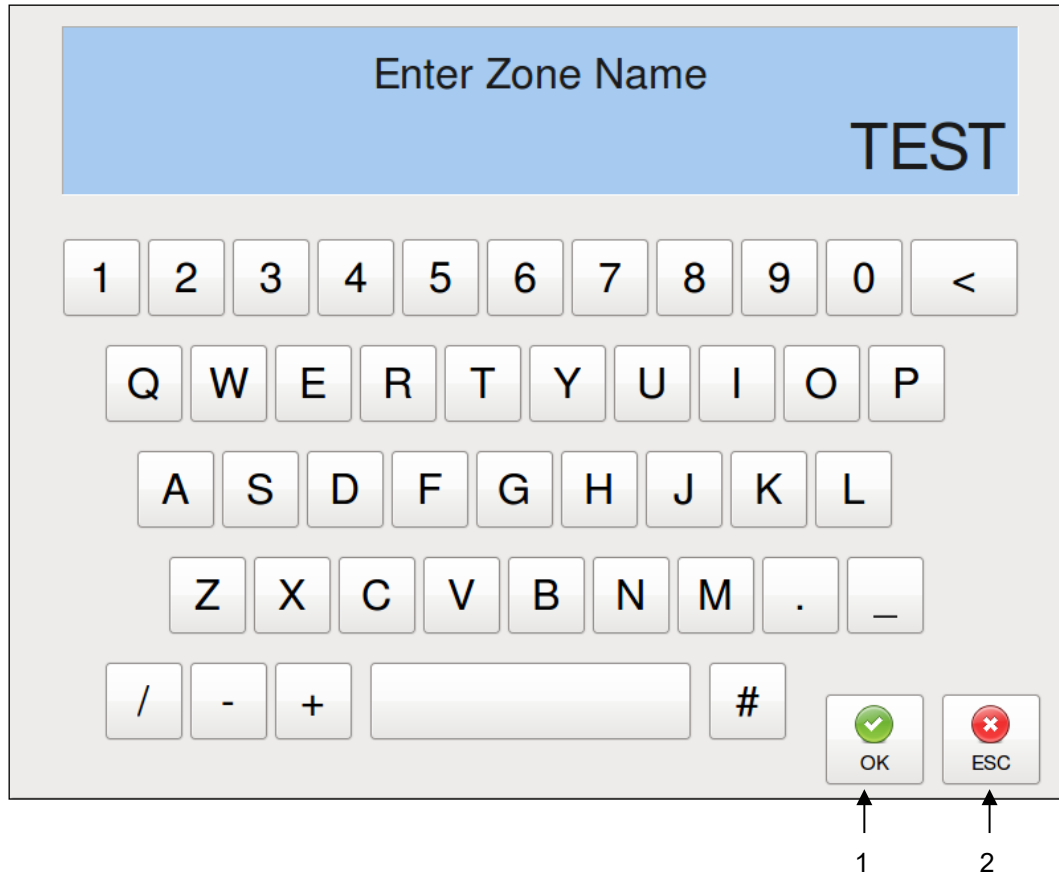 Enter Zone Name
TEST
1 2 3 4 5 6 7 8 9 0 <
Q W E R T Y U I O P
A S D F G H J K L
Z X C V B N M . _
/ - + #
OK ESC
1 2